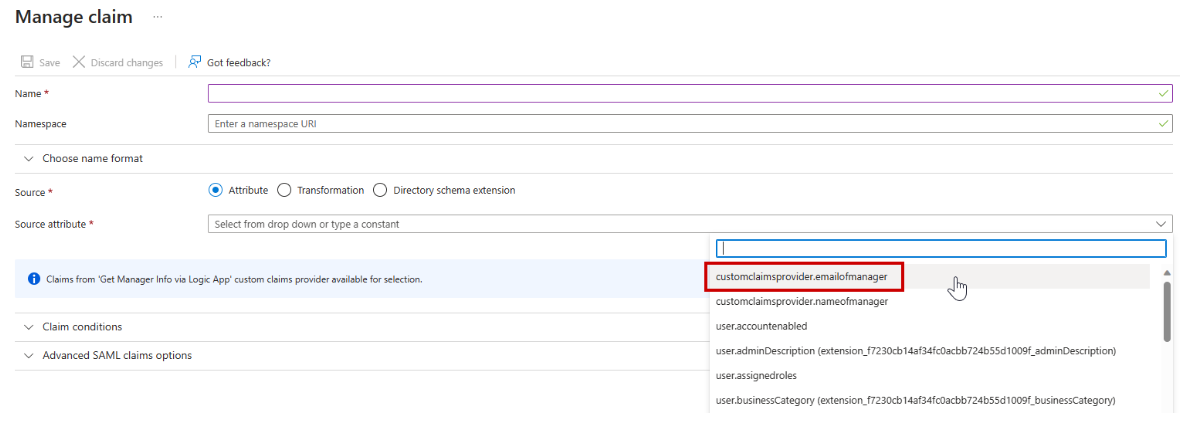 Manage claim ...
Save Discard changes Got feedback?
Name *
Namespace Enter a namespace URI
Choose name format
Source * Attribute Transformation Directory schema extension
Source attribute * Select from drop down or type a constant
Claims from 'Get Manager Info via Logic App' custom claims provider available for selection.
customclaimsprovider.emailofmanager
customclaimsprovider.nameofmanager
Claim conditions
user.accountenabled
Advanced SAML claims options
user.adminDescription (extension_f7230cb14af34fc0acbb724b55d1009f_adminDescription)
user.assignedroles
user.businessCategory (extension_f7230cb14af34fc0acbb724b55d1009f_businessCategory)